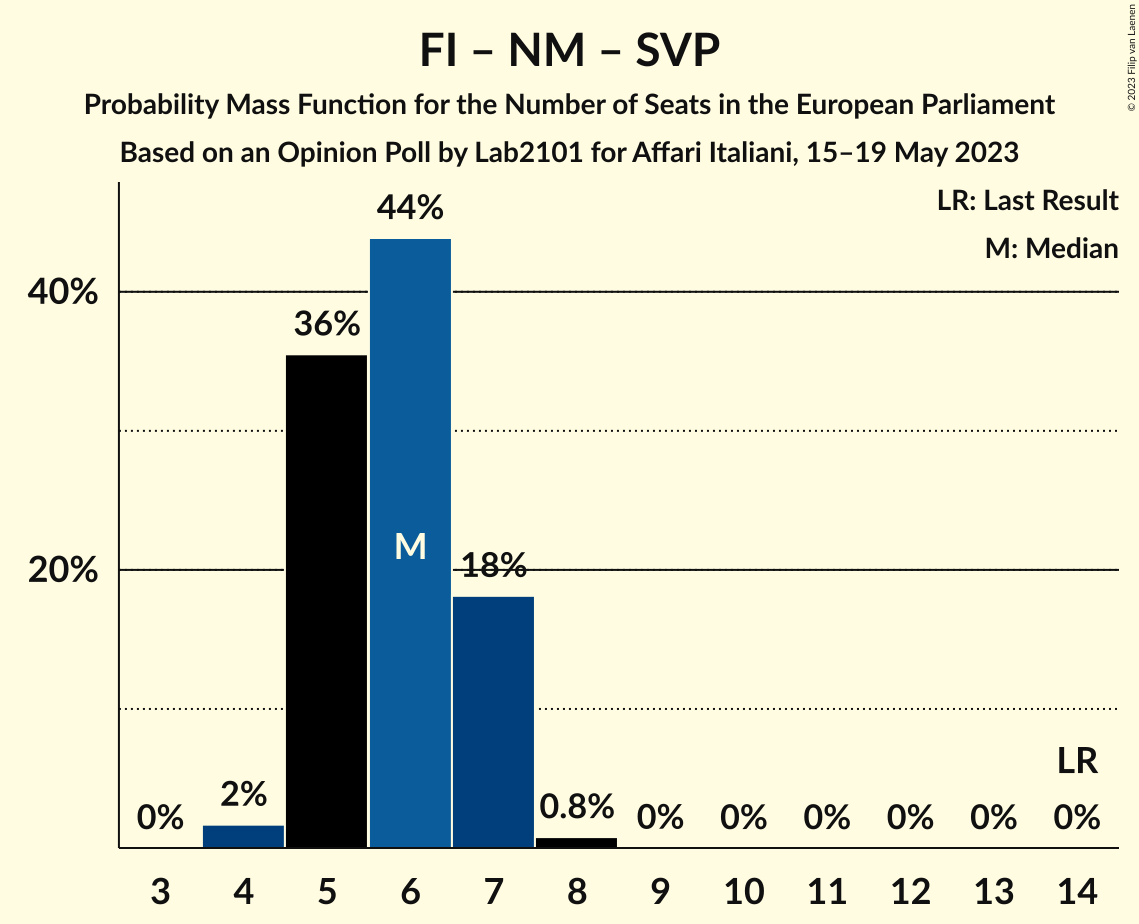 FI – NM – SVP
Probability Mass Function for the Number of Seats in the European Parliament
Based on an Opinion Poll by Lab2101 for Affari Italiani, 15–19 May 2023
© 2023 Filip van Laenen
LR: Last Result
M: Median
44%
40%
36%
M
20%
18%
LR
0%
2%
0.8%
0%
0%
0%
0%
0%
0%
3 4 5 6 7 8 9 10 11 12 13 14